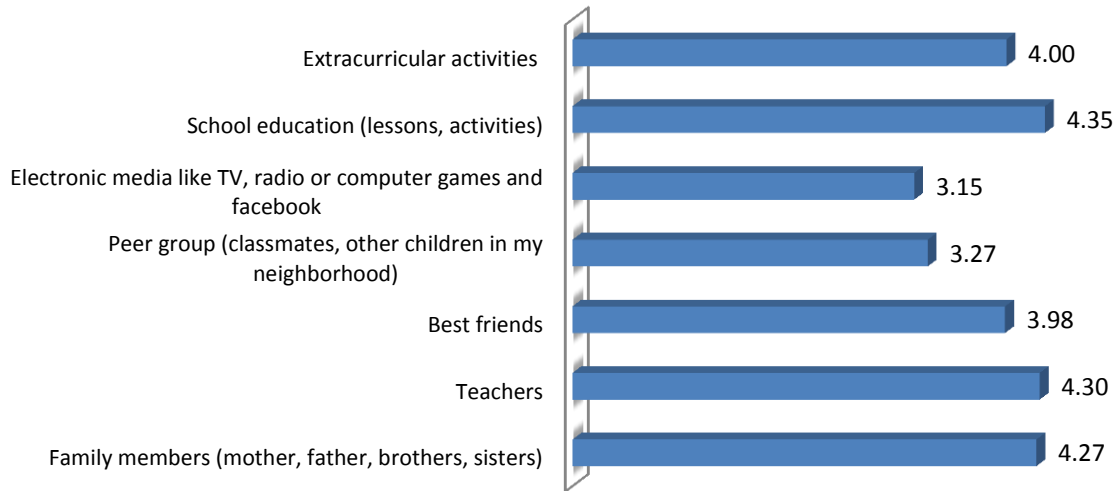 Extracurricular activities 4.00
School education (lessons, activities) 4.35
Electronic media like TV, radio or computer games and
facebook 3.15
Peer group (classmates, other children in my
neighborhood) 3.27
Best friends 3.98
Teachers 4.30
Family members (mother, father, brothers, sisters) 4.27